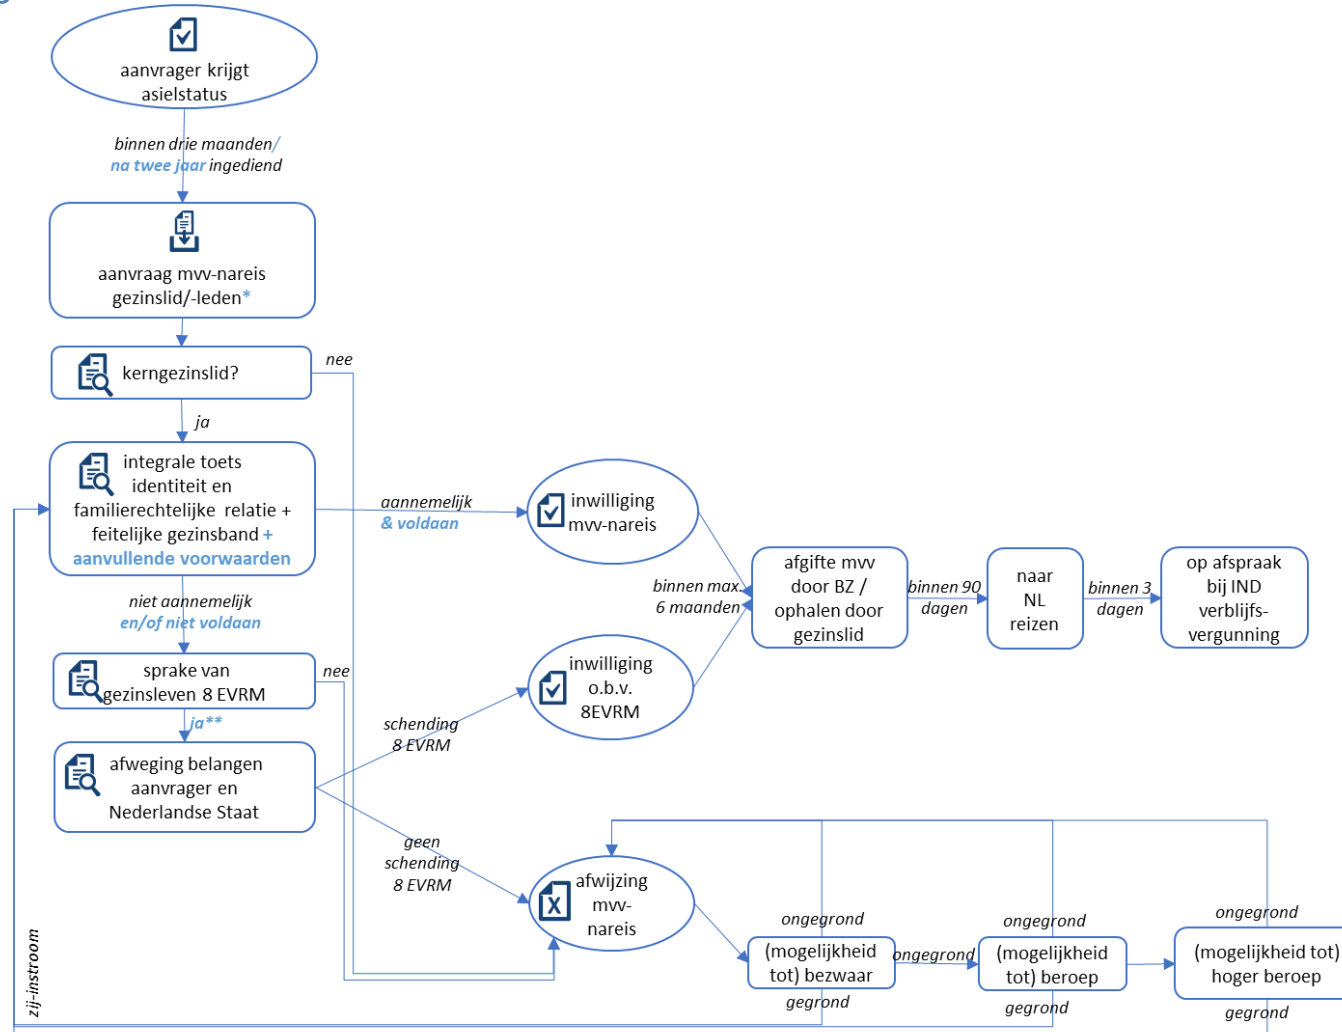 aanvrager krijgt
asielstatus
binnen drie maanden/
na twee jaar ingediend
aanvraag mvv-nareis
gezinslid/-leden*
kerngezinslid?
nee
ja
integrale toets
identiteit en
familierechtelijke relatie +
feitelijke gezinsband +
aanvullende voorwaarden
aannemelijk
& voldaan
inwilliging
mvv-nareis
niet aannemelijk
en/of niet voldaan
binnen max.
6 maanden
afgifte mvv
door BZ /
ophalen door
gezinslid
binnen 90
dagen
naar
NL
reizen
binnen 3
dagen
op afspraak
bij IND
verblijfs-
vergunning
sprake van
gezinsleven 8 EVRM
nee
ja**
inwilliging
o.b.v.
8EVRM
schending
8 EVRM
afweging belangen
aanvrager en
Nederlandse Staat
geen
schending
8 EVRM
afwijzing
mvv-
nareis
ongegrond
ongegrond
ongegrond
(mogelijkheid
tot) bezwaar
ongegrond
(mogelijkheid
tot) beroep
(mogelijkheid tot)
hoger beroep
gegrond
gegrond
gegrond
zij-instroom